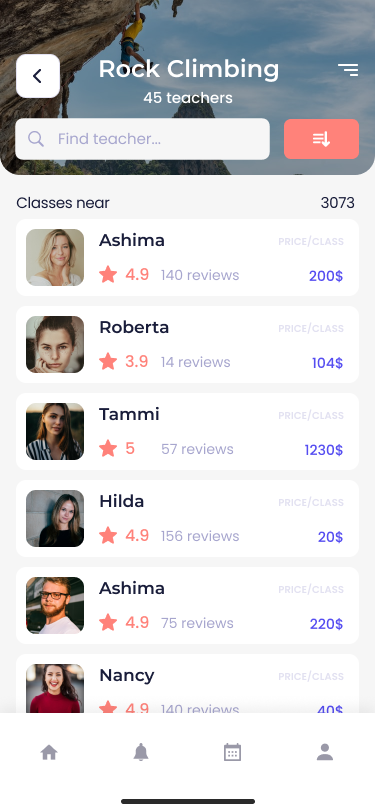 Rock Climbing
45 teachers
Find teacher...
Classes near 3073
Ashima PRICE/CLASS
4.9 140 reviews 200$
Roberta PRICE/CLASS
3.9 14 reviews 104$
Tammi PRICE/CLASS
5 57 reviews 1230$
Hilda PRICE/CLASS
4.9 156 reviews 20$
Ashima PRICE/CLASS
4.9 75 reviews 220$
Nancy PRICE/CLASS
4.9 140 reviews 40$